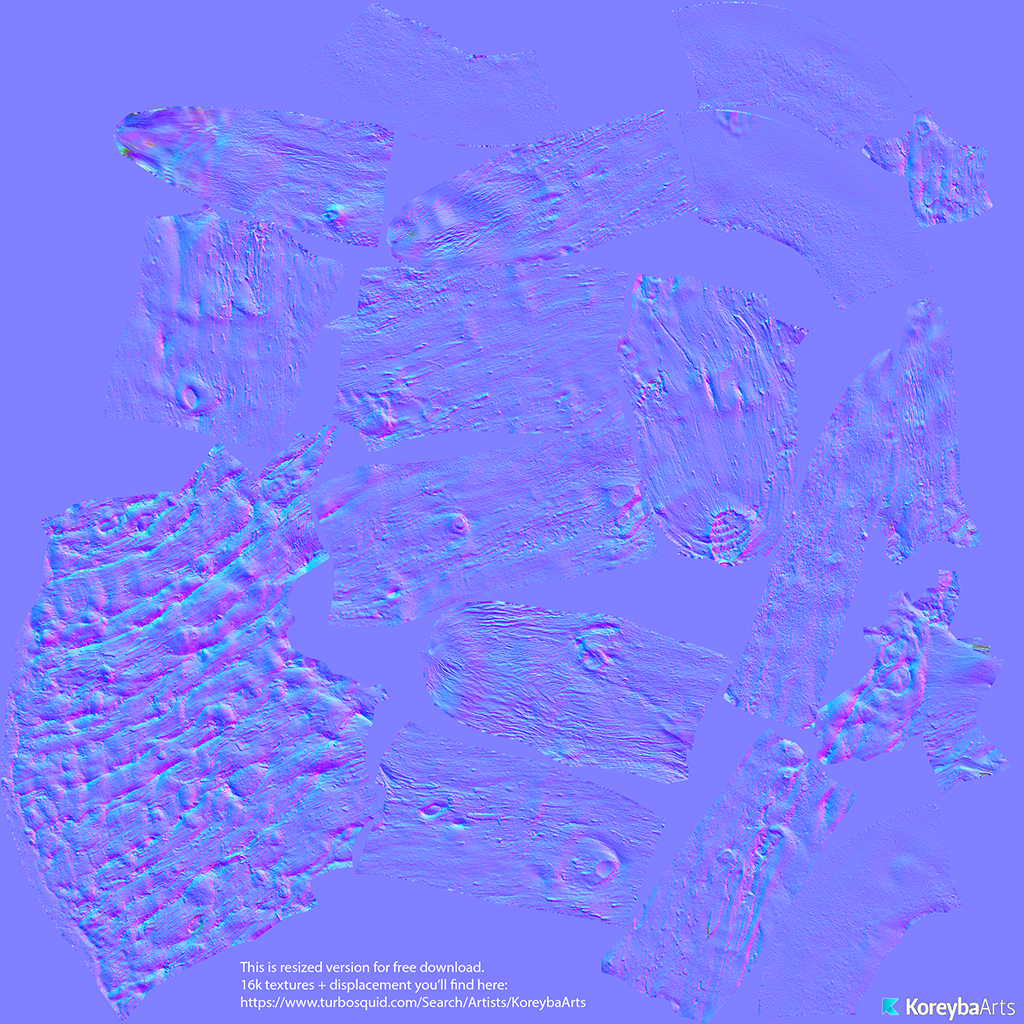 This is resized version for free download.
16k textures + displacement you'll find here:
https://www.turbosquid.com/Search/Artists/KoreybaArts
KoreybaArts